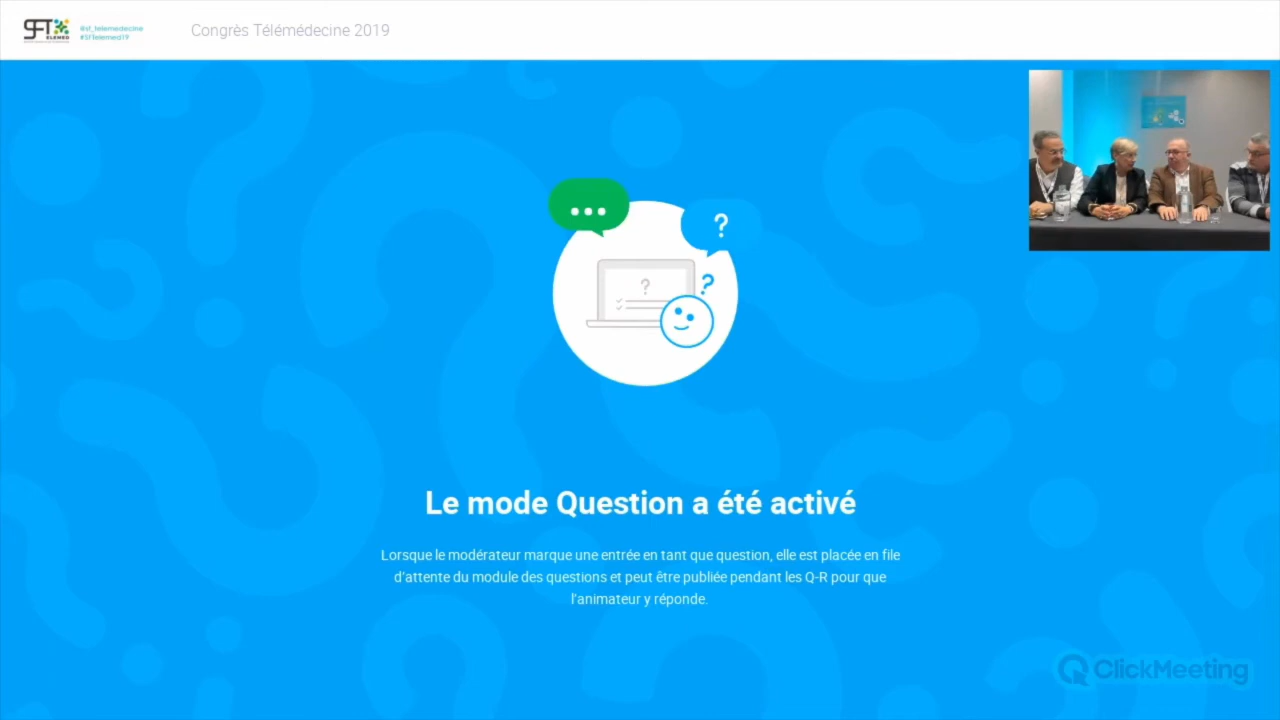 SFT
ELEMED
@sf_telemedecine
#SFTelemed19
Congrès Télémédecine 2019
?
?
?
Le mode Question a été activé
Lorsque le modérateur marque une entrée en tant que question, elle est placée en file
d'attente du module des questions et peut être publiée pendant les Q-R pour que
l'animateur y réponde.
ClickMeeting